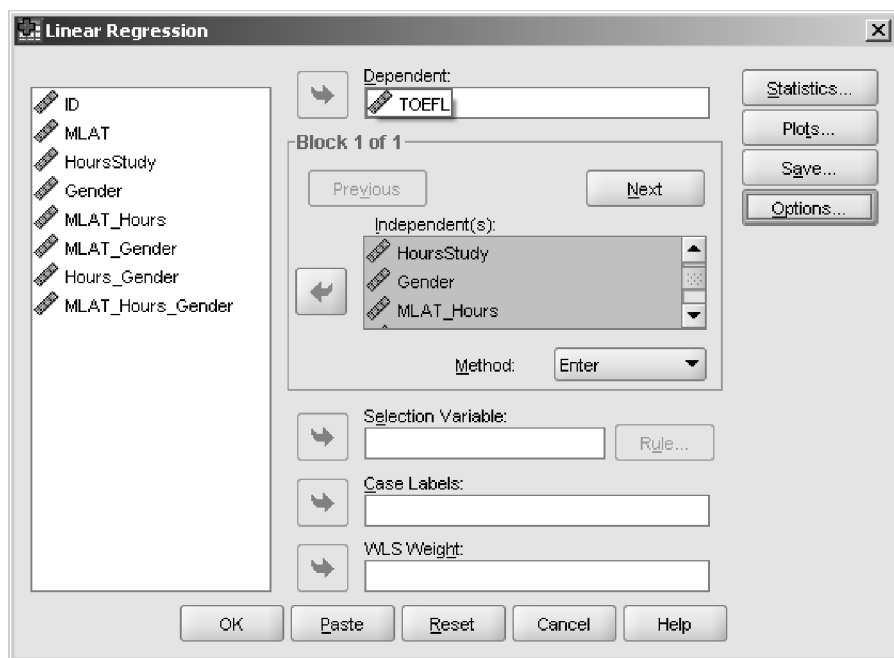 Linear Regression
ID
MLAT
HoursStudy
Gender
MLAT_Hours
MLAT_Gender
Hours_Gender
MLAT_Hours_Gender
Dependent:
TOEFL
Block 1 of 1
Previous
Next
Independent(s):
HoursStudy
Gender
MLAT_Hours
Method:
Enter
Selection Variable:
Rule...
Case Labels:
WLS Weight:
Statistics...
Plots...
Save...
Options...
OK
Paste
Reset
Cancel
Help